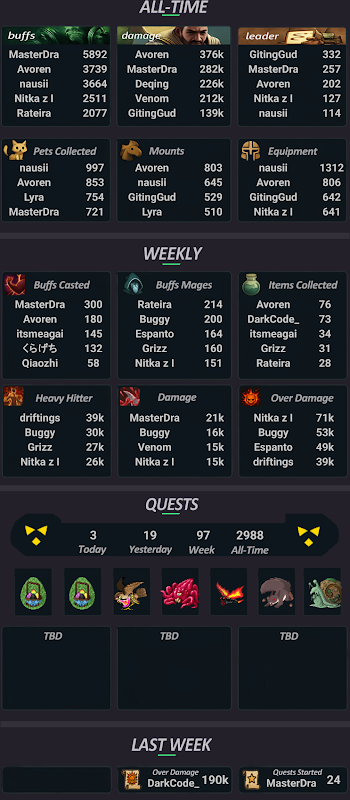 ALL-TIME
buffs damage leader
MasterDra 5892 Avoren 376k GitingGud 332
Avoren 3739 MasterDra 282k MasterDra 257
nausii 3664 Deqing 226k Avoren 202
Nitka z l 2511 Venom 212k Nitka z l 127
Rateira 2077 GitingGud 139k nausii 114
Pets Collected Mounts Equipment
nausii 997 Avoren 803 nausii 1312
Avoren 853 nausii 645 Avoren 806
Lyra 754 GitingGud 529 GitingGud 642
MasterDra 721 Lyra 510 Nitka z l 641
WEEKLY
Buffs Casted Buffs Mages Items Collected
MasterDra 300 Rateira 214 Avoren 76
Avoren 180 Buggy 200 DarkCode_ 73
itsmeagai 145 Espanto 164 itsmeagai 34
くらげち 132 Grizz 160 Grizz 31
Qiaozhi 58 Nitka z l 151 Rateira 28
Heavy Hitter Damage Over Damage
driftings 39k MasterDra 21k Nitka z l 71k
Buggy 30k Buggy 16k Buggy 53k
Grizz 27k Venom 15k Espanto 49k
Nitka z l 26k Nitka z l 15k driftings 39k
QUESTS
3 19 97 2988
Today Yesterday Week All-Time
TBD TBD TBD
LAST WEEK
Over Damage Quests Started
DarkCode_ 190k MasterDra 24